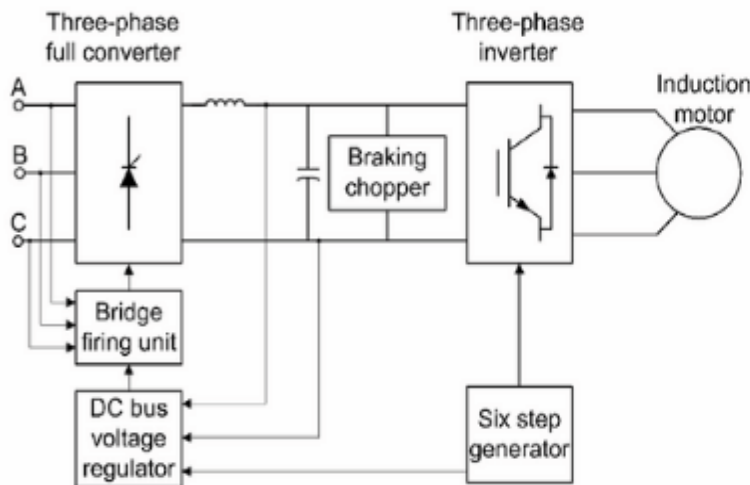 Three-phase
full converter
Three-phase
inverter
Induction
motor
A
B
C
Braking
chopper
Bridge
firing unit
DC bus
voltage
regulator
Six step
generator